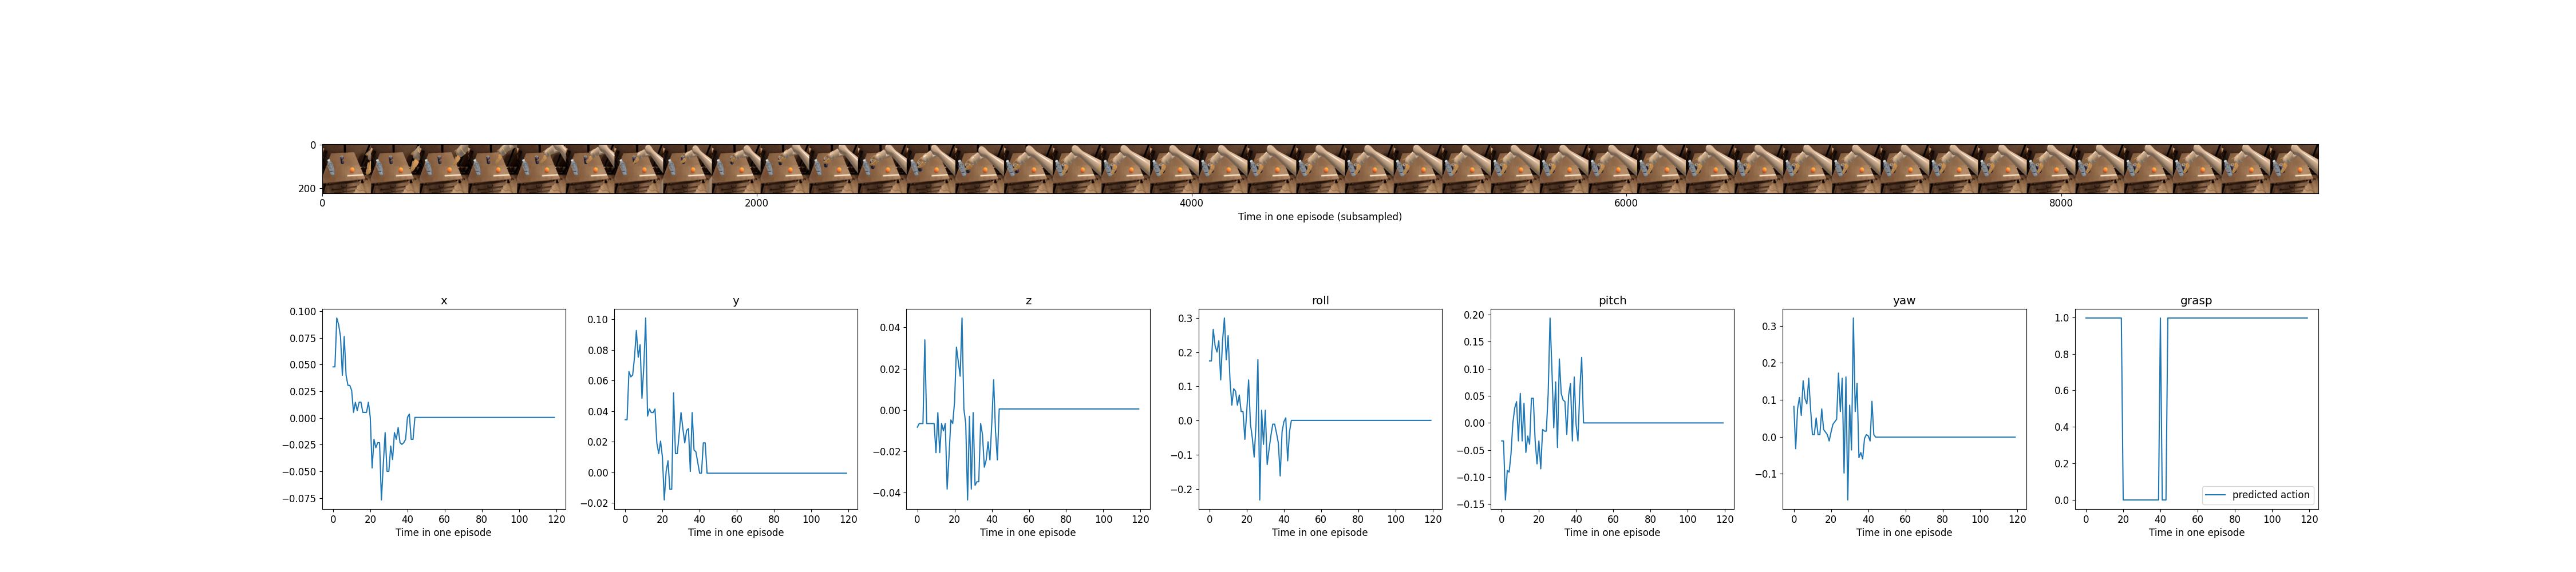 0
200
0 2000 4000 6000 8000
Time in one episode (subsampled)
x
0.100
0.075
0.050
0.025
0.000
−0.025
−0.050
−0.075
0 20 40 60 80 100 120
Time in one episode
y
0.10
0.08
0.06
0.04
0.02
0.00
−0.02
0 20 40 60 80 100 120
Time in one episode
z
0.04
0.02
0.00
−0.02
−0.04
0 20 40 60 80 100 120
Time in one episode
roll
0.3
0.2
0.1
0.0
−0.1
−0.2
0 20 40 60 80 100 120
Time in one episode
pitch
0.20
0.15
0.10
0.05
0.00
−0.05
−0.10
−0.15
0 20 40 60 80 100 120
Time in one episode
yaw
0.3
0.2
0.1
0.0
−0.1
0 20 40 60 80 100 120
Time in one episode
grasp
1.0
0.8
0.6
0.4
0.2
0.0
predicted action
0 20 40 60 80 100 120
Time in one episode